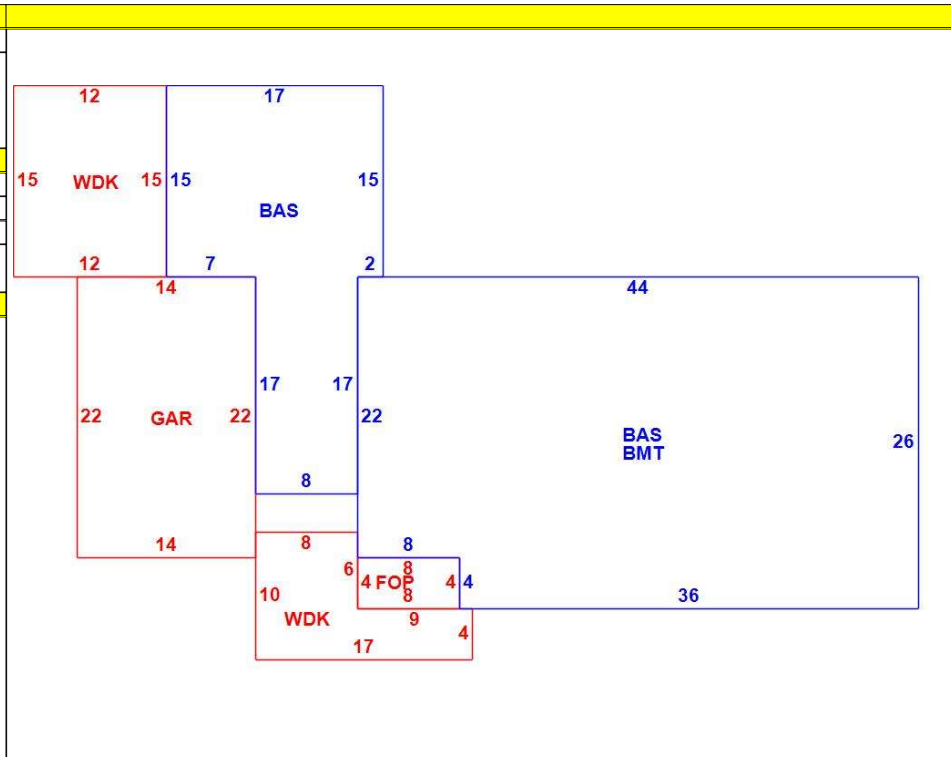 12 17
15 WDK 15 15 15
BAS
12 7 2
14 44
17 17
22 GAR 22 22
BAS 26
BMT
8
14 8 8
6 8
4 FOP 4 4
10 8 36
WDK 9
4
17